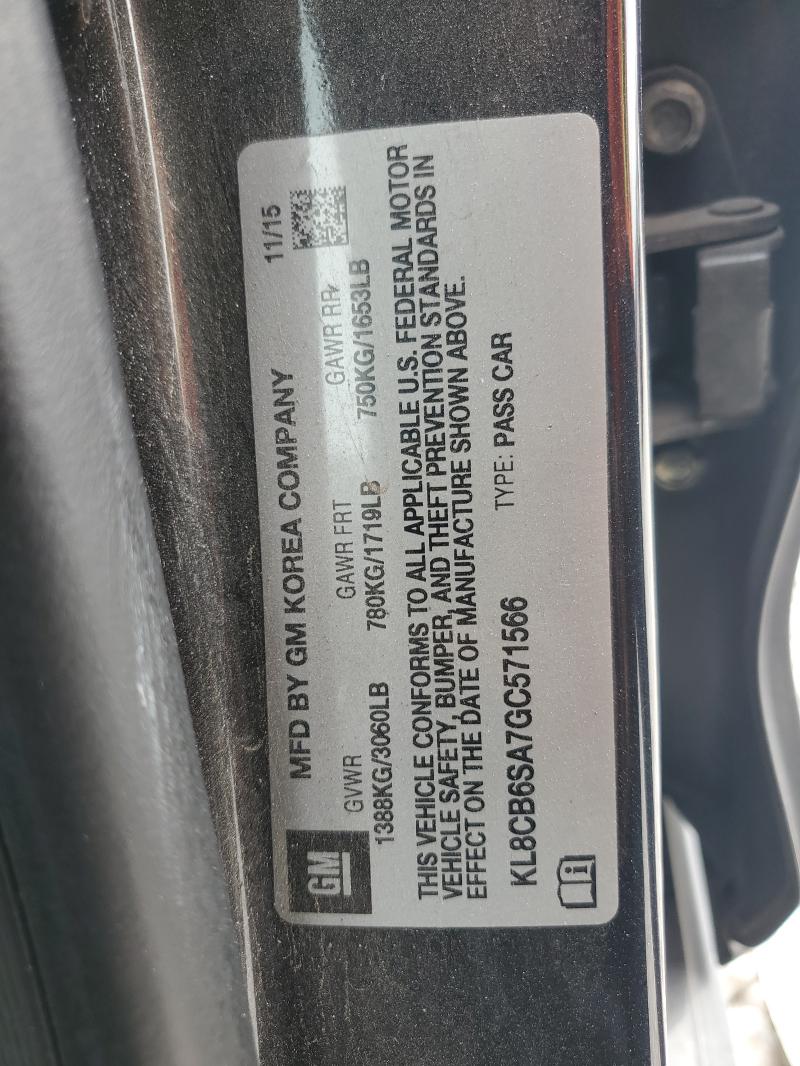 GM
MFD BY GM KOREA COMPANY 11/15
GVWR GAWR FRT GAWR RR
1388KG/3060LB 780KG/1719LB 750KG/1653LB
THIS VEHICLE CONFORMS TO ALL APPLICABLE U.S. FEDERAL MOTOR
VEHICLE SAFETY, BUMPER, AND THEFT PREVENTION STANDARDS IN
EFFECT ON THE DATE OF MANUFACTURE SHOWN ABOVE.
KL8CB6SA7GC571566 TYPE: PASS CAR